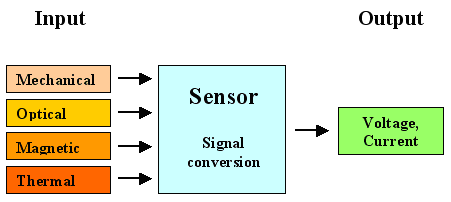 Input
Output
Mechanical
Optical
Magnetic
Thermal
Sensor
Signal
conversion
Voltage,
Current